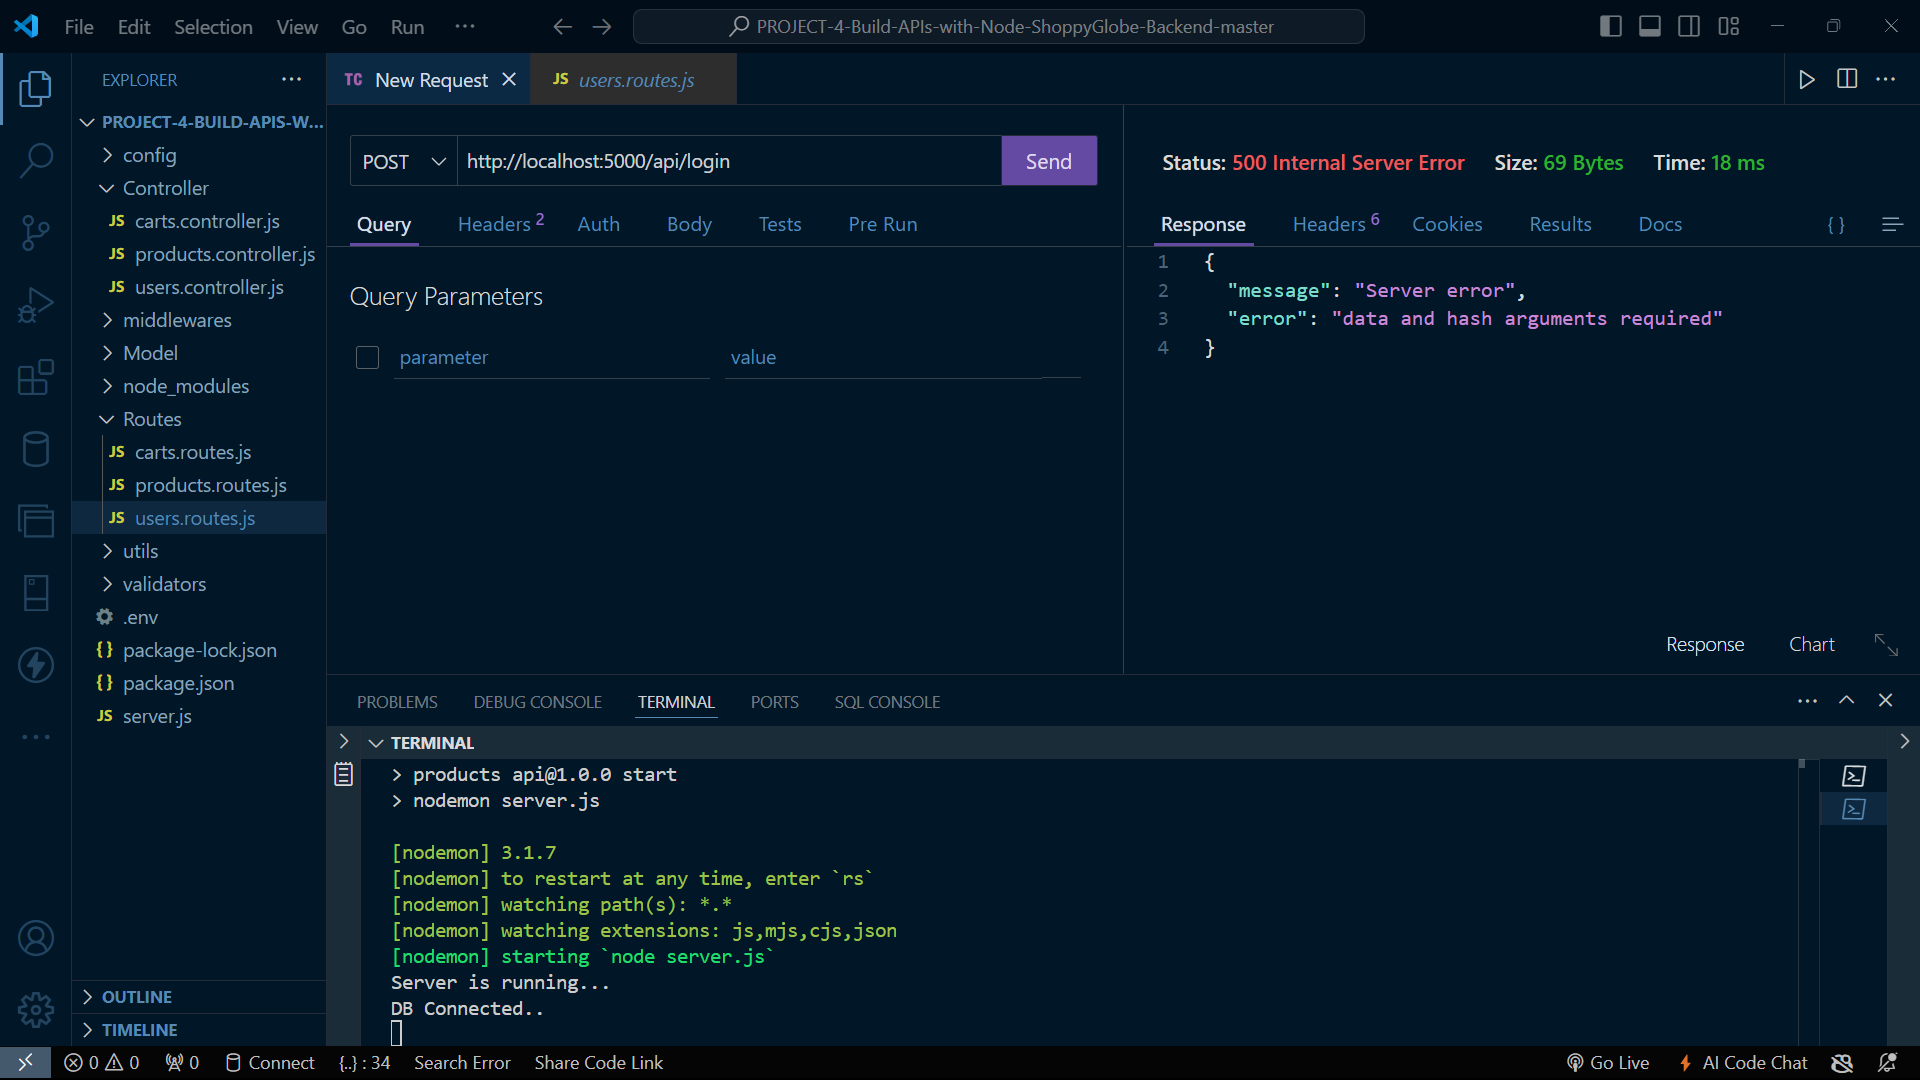 File Edit Selection View Go Run ···
PROJECT-4-Build-APIs-with-Node-ShoppyGlobe-Backend-master
EXPLORER
PROJECT-4-BUILD-APIS-W...
config
Controller
JS carts.controller.js
JS products.controller.js
JS users.controller.js
middlewares
Model
node_modules
Routes
JS carts.routes.js
JS products.routes.js
JS users.routes.js
utils
validators
.env
{} package-lock.json
{} package.json
JS server.js
OUTLINE
TIMELINE
TC New Request
JS users.routes.js
POST http://localhost:5000/api/login Send
Query Headers 2 Auth Body Tests Pre Run
Query Parameters
parameter value
Status: 500 Internal Server Error Size: 69 Bytes Time: 18 ms
Response Headers 6 Cookies Results Docs { }
1 {
2 "message": "Server error",
3 "error": "data and hash arguments required"
4 }
Response Chart
PROBLEMS DEBUG CONSOLE TERMINAL PORTS SQL CONSOLE
TERMINAL
> products api@1.0.0 start
> nodemon server.js
[nodemon] 3.1.7
[nodemon] to restart at any time, enter `rs`
[nodemon] watching path(s): *.*
[nodemon] watching extensions: js,mjs,cjs,json
[nodemon] starting `node server.js`
Server is running...
DB Connected..
0 0 0 Connect {..} : 34 Search Error Share Code Link
Go Live AI Code Chat